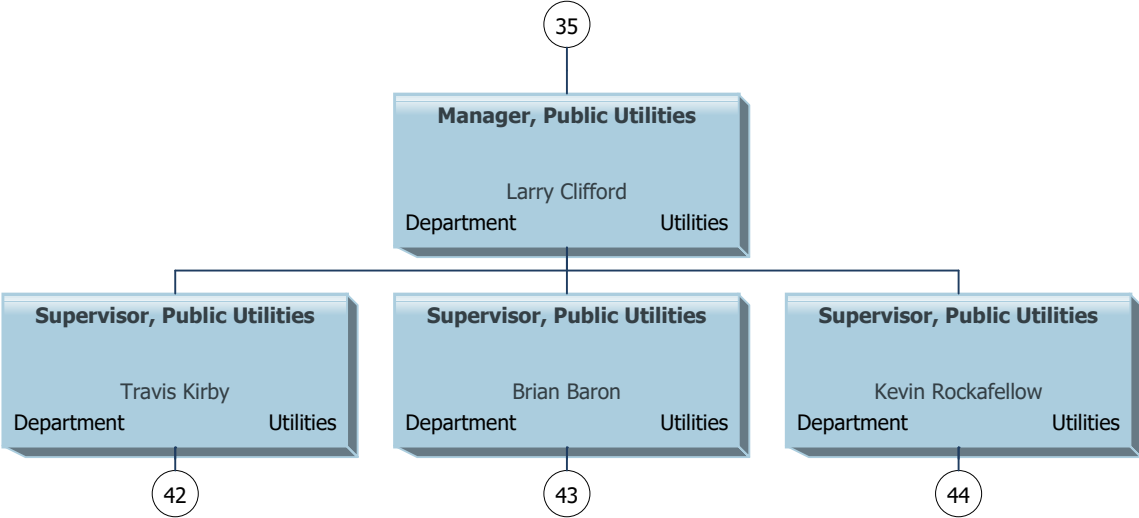 35
Manager, Public Utilities
Larry Clifford
Department Utilities
Supervisor, Public Utilities
Travis Kirby
Department Utilities
42
Supervisor, Public Utilities
Brian Baron
Department Utilities
43
Supervisor, Public Utilities
Kevin Rockafellow
Department Utilities
44